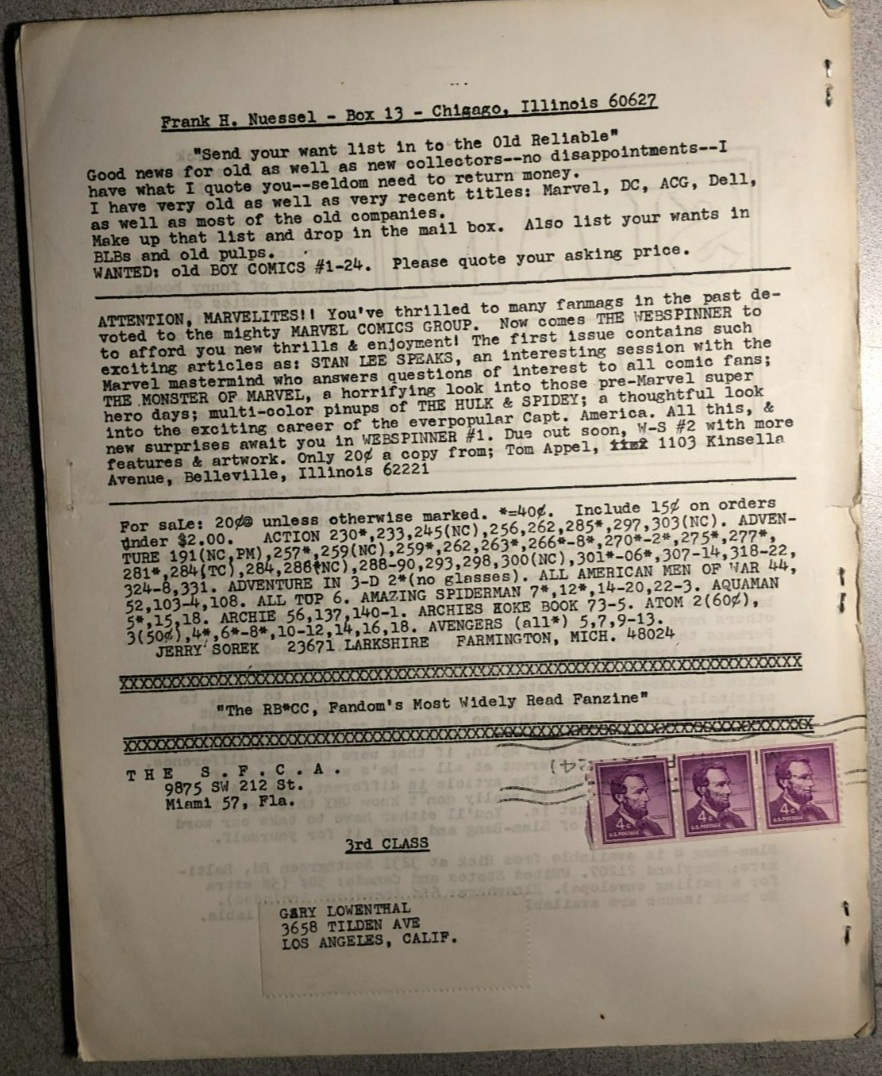 Frank H. Nuessel - Box 13 - Chigago, Illinois 60627
"Send your want list in to the Old Reliable"
Good news for old as well as new collectors--no disappointments--I
have what I quote you--seldom need to return money.
I have very old as well as very recent titles: Marvel, DC, ACG, Dell,
as well as most of the old companies.
Make up that list and drop in the mail box. Also list your wants in
BLBs and old pulps.
WANTED: old BOY COMICS #1-24. Please quote your asking price.
ATTENTION, MARVELITES!! You've thrilled to many fanmags in the past de-
voted to the mighty MARVEL COMICS GROUP. Now comes THE WEBSPINNER to
to afford you new thrills & enjoyment! The first issue contains such
exciting articles as: STAN LEE SPEAKS, an interesting session with the
Marvel mastermind who answers questions of interest to all comic fans;
THE MONSTER OF MARVEL, a horrifying look into those pre-Marvel super
hero days; multi-color pinups of THE HULK & SPIDEY; a thoughtful look
into the exciting career of the everpopular Capt. America. All this, &
new surprises await you in WEBSPINNER #1. Due out soon, W-S #2 with more
features & artwork. Only 20¢ a copy from; Tom Appel, 1103 Kinsella
Avenue, Belleville, Illinois 62221
For saLe: 20¢@ unless otherwise marked. *=40¢. Include 15¢ on orders
under $2.00. ACTION 230*,233,245(NC),256,262,285*,297,303(NC). ADVEN-
TURE 191(NC,PM),257*,259(NC),259*,262,263*,266*-8*,270*-2*,275*,277*,
281*,284(TC),284,286(NC),288-90,293,298,300(NC),301*-06*,307-14,318-22,
324-8,331. ADVENTURE IN 3-D 2*(no glasses). ALL AMERICAN MEN OF WAR 44,
52,103-4,108. ALL TOP 6. AMAZING SPIDERMAN 7*,12*,14-20,22-3. AQUAMAN
5*,15,18. ARCHIE 56,137,140-1. ARCHIES HOKE BOOK 73-5. ATOM 2(60¢),
3(50¢),4*,6*-8*,10-12,14,16,18. AVENGERS (all*) 5,7,9-13.
JERRY SOREK 23671 LARKSHIRE FARMINGTON, MICH. 48024
XXXXXXXXXXXXXXXXXXXXXXXXXXXXXXXXXXXXXXXXXXXXXXXXXXXXXXXXXXXXXXXXXXXXXX
"The RB*CC, Fandom's Most Widely Read Fanzine"
XXXXXXXXXXXXXXXXXXXXXXXXXXXXXXXXXXXXXXXXXXXXXXXXXXXXXXXXXXXXXXXXXXXXXX
THE S.F.C.A.
9875 SW 212 St.
Miami 57, Fla.
4c 4c 4c
U.S. POSTAGE U.S. POSTAGE U.S. POSTAGE
3rd CLASS
GARY LOWENTHAL
3658 TILDEN AVE
LOS ANGELES, CALIF.